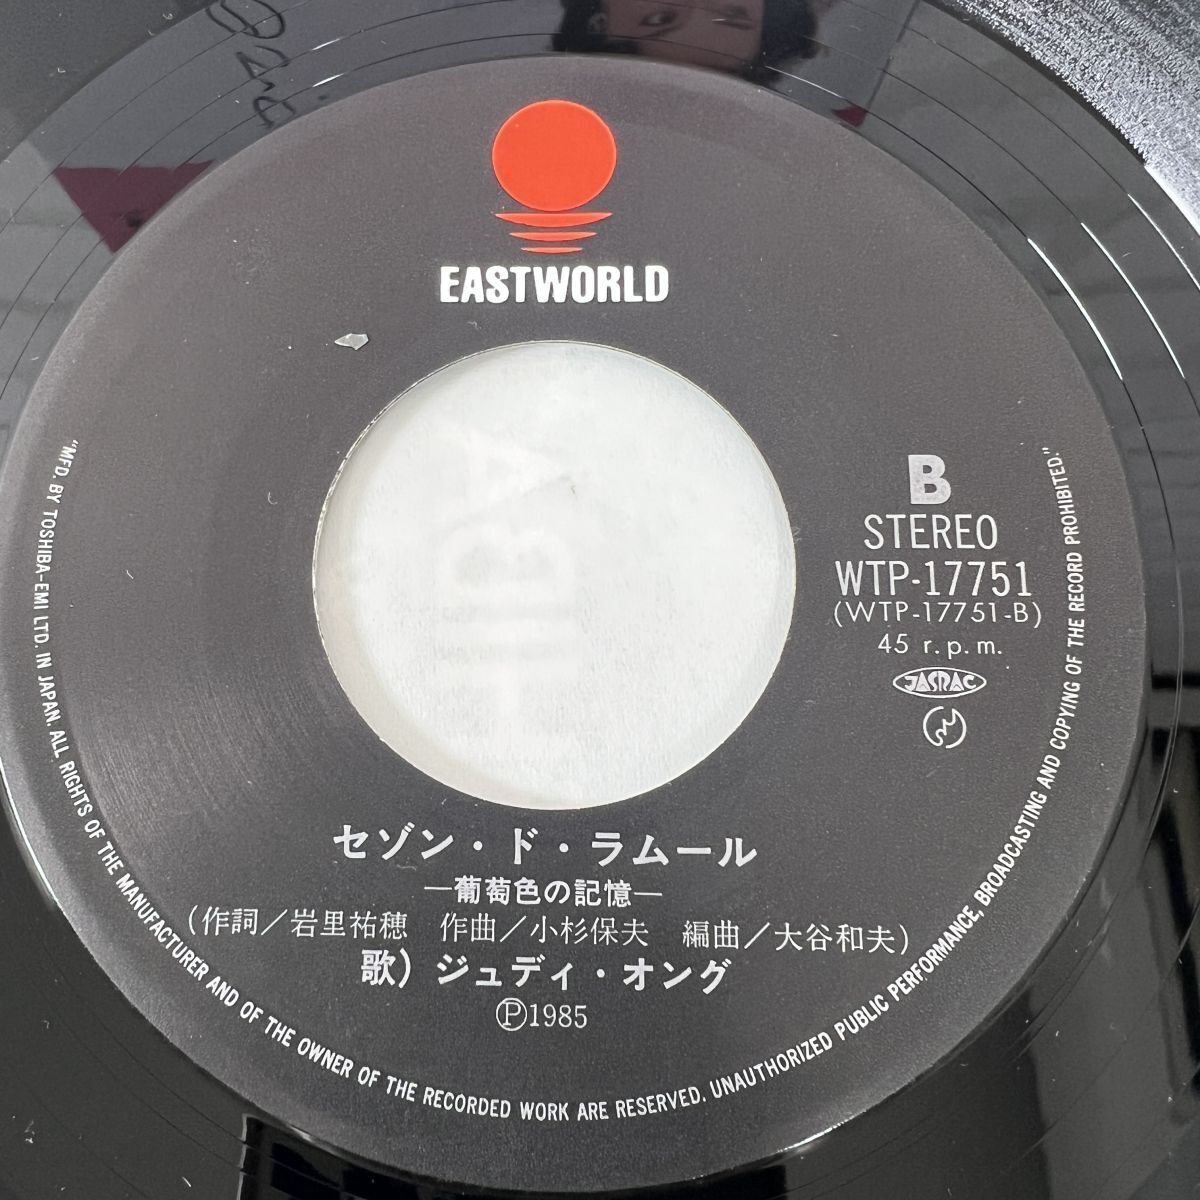 EASTWORLD
B
STEREO
WTP-17751
(WTP-17751-B)
45 r.p.m.
JASRAC
セゾン・ド・ラムール
—葡萄色の記憶—
(作詞/岩里祐穂 作曲/小杉保夫 編曲/大谷和夫)
歌) ジュディ・オング
Ⓟ1985
"MFD. BY TOSHIBA-EMI LTD. IN JAPAN. ALL RIGHTS OF THE MANUFACTURER AND OF THE OWNER OF THE RECORDED WORK ARE RESERVED. UNAUTHORIZED PUBLIC PERFORMANCE, BROADCASTING AND COPYING OF THE RECORD PROHIBITED."